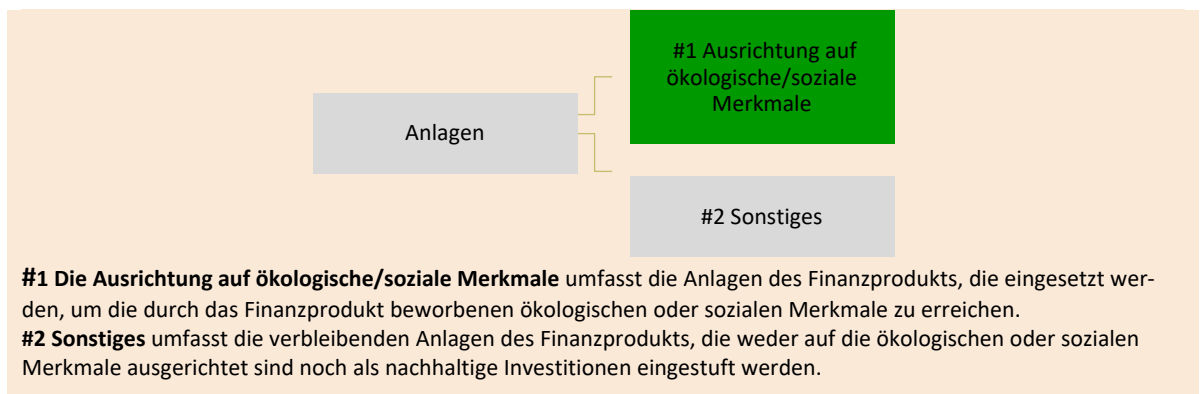 #1 Ausrichtung auf
ökologische/soziale
Merkmale
Anlagen
#2 Sonstiges
#1 Die Ausrichtung auf ökologische/soziale Merkmale umfasst die Anlagen des Finanzprodukts, die eingesetzt wer-
den, um die durch das Finanzprodukt beworbenen ökologischen oder sozialen Merkmale zu erreichen.
#2 Sonstiges umfasst die verbleibenden Anlagen des Finanzprodukts, die weder auf die ökologischen oder sozialen
Merkmale ausgerichtet sind noch als nachhaltige Investitionen eingestuft werden.